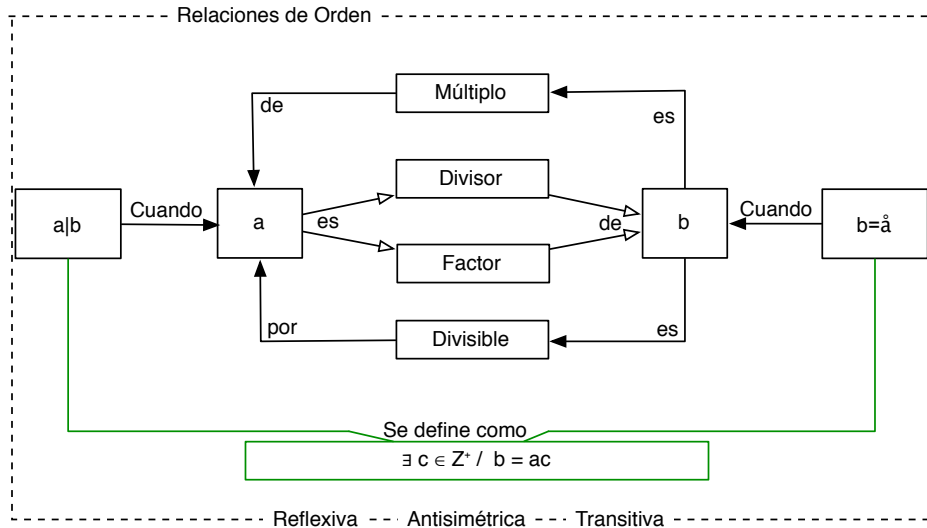 Relaciones de Orden
Múltiplo
de
es
Divisor
a|b
Cuando
a
es
de
b
Cuando
b=å
Factor
por
Divisible
es
Se define como
∃ c ∈ Z⁺ / b = ac
Reflexiva
Antisimétrica
Transitiva